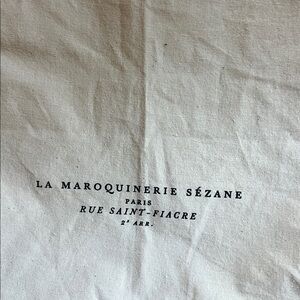 LA MAROQUINERIE SÉZANE
PARIS
RUE SAINT-FIACRE
2e ARR.